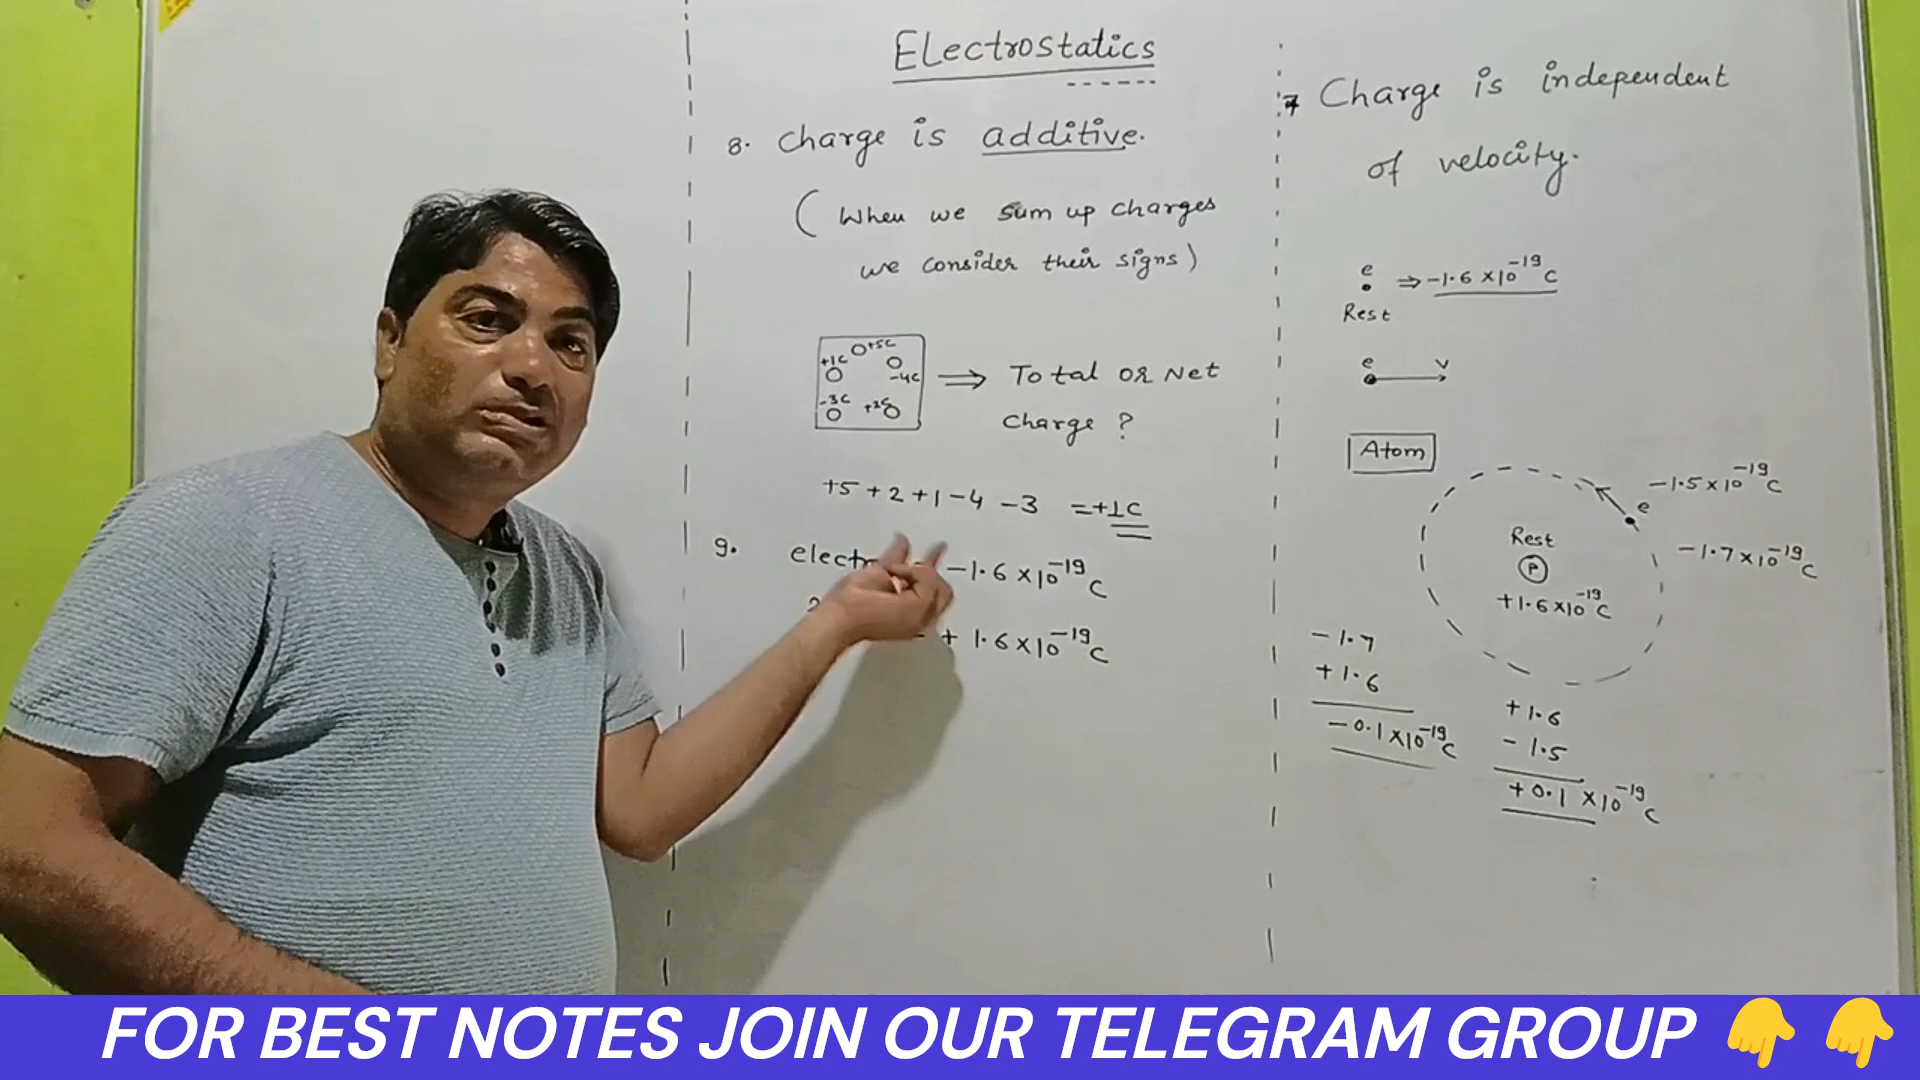 Electrostatics
8. Charge is additive.
(When we sum up charges
we consider their signs)
+5C
+1C
-4C
-3C
+2C
⇒ Total or Net
Charge ?
+5 +2 +1 -4 -3 =+1C
9.
-1.6 ×10⁻¹⁹ C
+ 1.6 ×10⁻¹⁹ C
7 Charge is independent
of velocity.
e ⇒ -1.6 ×10⁻¹⁹ C
Rest
e v
Atom
-1.5×10⁻¹⁹ C
e
Rest
P
+1.6×10⁻¹⁹ C
-1.7×10⁻¹⁹ C
-1.7
+1.6
-0.1×10⁻¹⁹ C
+1.6
-1.5
+0.1 ×10⁻¹⁹ C
FOR BEST NOTES JOIN OUR TELEGRAM GROUP 👇 👇